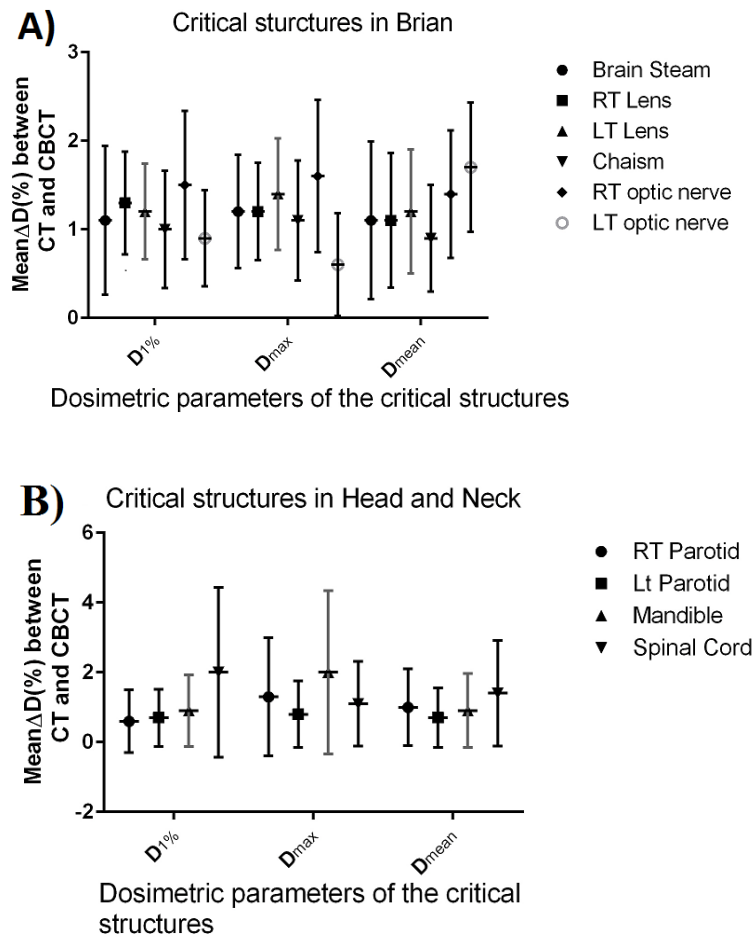 A)
Critical sturctures in Brian
3
2
1
0
MeanΔD(%) between
CT and CBCT
D1%
Dmax
Dmean
Dosimetric parameters of the critical structures
Brain Steam
RT Lens
LT Lens
Chaism
RT optic nerve
LT optic nerve
B)
Critical structures in Head and Neck
6
4
2
0
-2
MeanΔD(%) between
CT and CBCT
D1%
Dmax
Dmean
Dosimetric parameters of the critical
structures
RT Parotid
Lt Parotid
Mandible
Spinal Cord